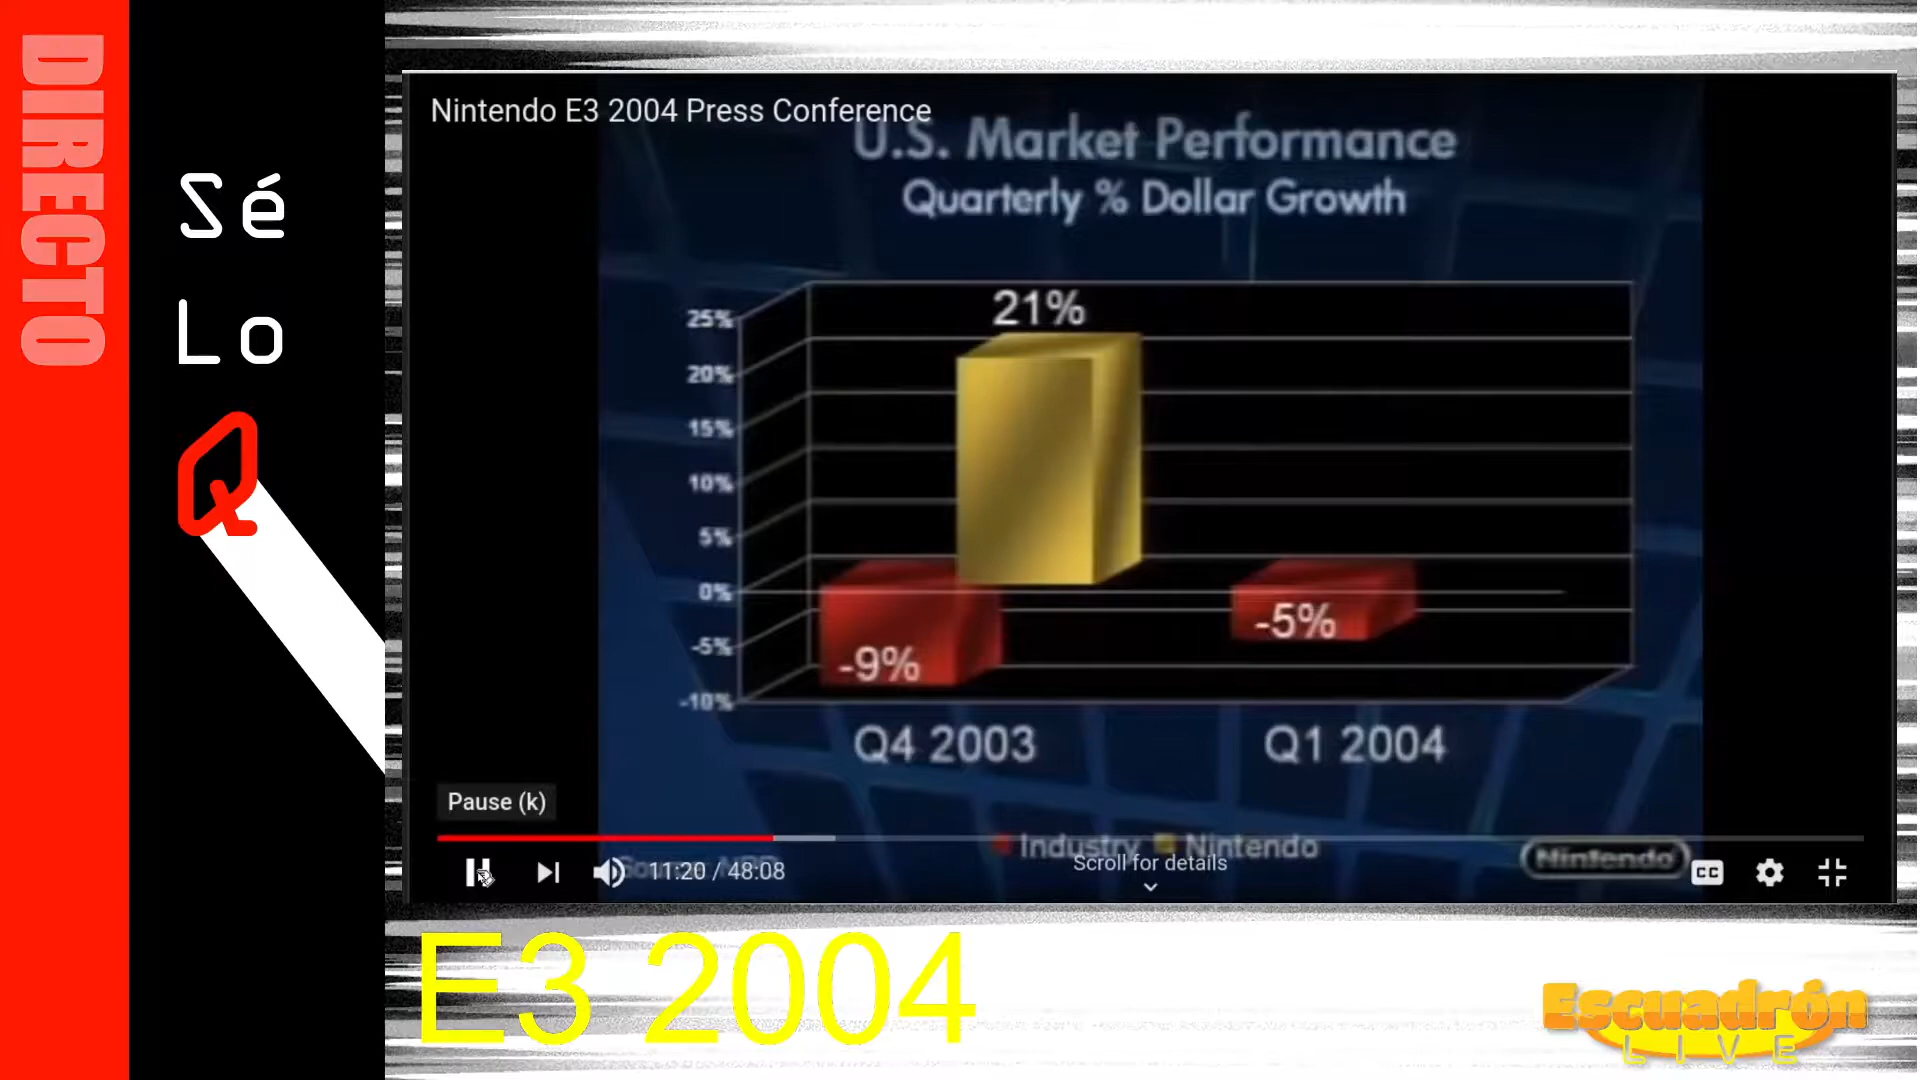 DIRECTO
Sé
Lo
Q
Nintendo E3 2004 Press Conference
U.S. Market Performance
Quarterly % Dollar Growth
25%
20%
15%
10%
5%
0%
-5%
-10%
21%
-9%
-5%
Q4 2003
Q1 2004
Pause (k)
Industry
Nintendo
11:20 / 48:08
Scroll for details
Nintendo
CC
E3 2004
Escuadrón
LIVE